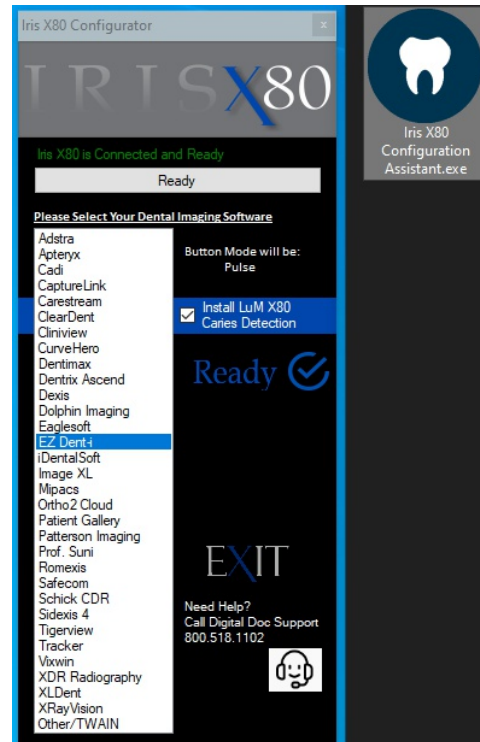 Iris X80 Configurator
x
IRIS X80
Iris X80 is Connected and Ready
Ready
Please Select Your Dental Imaging Software
Adstra
Apteryx
Cadi
CaptureLink
Carestream
ClearDent
Cliniview
CurveHero
Dentimax
Dentrix Ascend
Dexis
Dolphin Imaging
Eaglesoft
EZ Dent-i
iDentalSoft
Image XL
Mipacs
Ortho2 Cloud
Patient Gallery
Patterson Imaging
Prof. Suni
Romexis
Safecom
Schick CDR
Sidexis 4
Tigerview
Tracker
Vixwin
XDR Radiography
XLDent
XRayVision
Other/TWAIN
Button Mode will be:
Pulse
Install LuM X80
Caries Detection
Ready
EXIT
Need Help?
Call Digital Doc Support
800.518.1102
Iris X80
Configuration
Assistant.exe